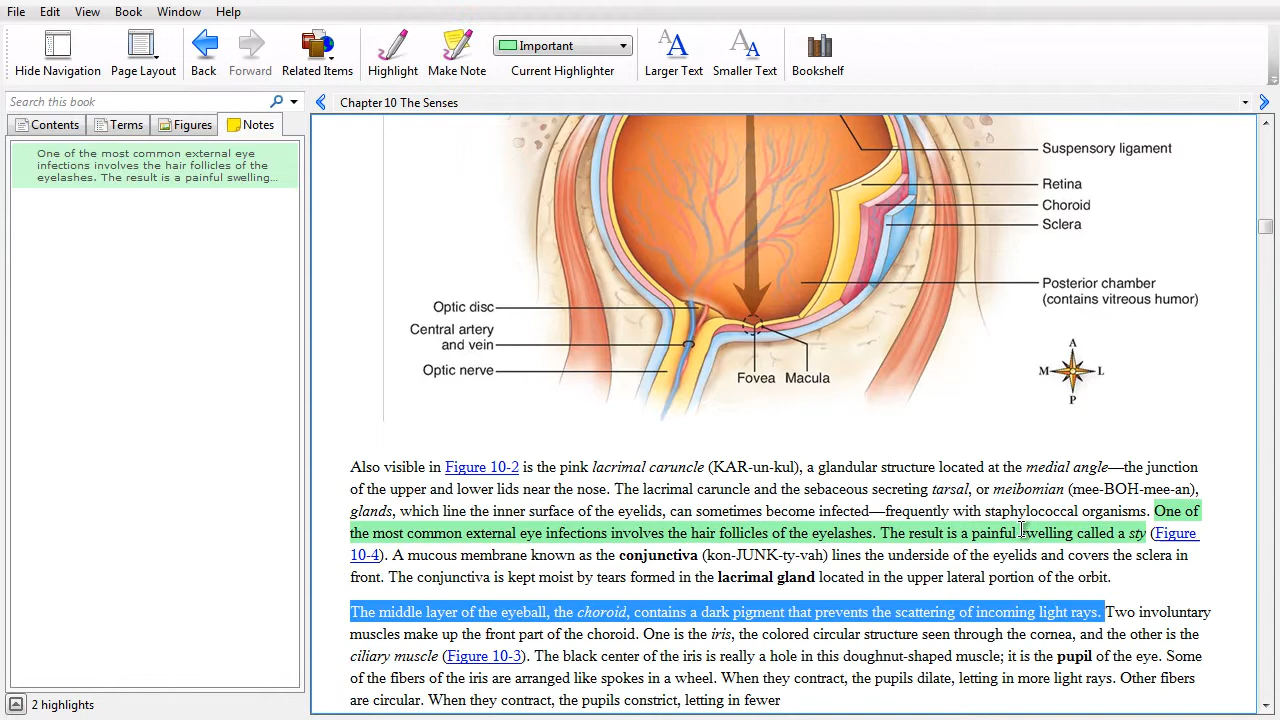 File Edit View Book Window Help
Hide Navigation Page Layout Back Forward Related Items Highlight Make Note Important Current Highlighter Larger Text Smaller Text Bookshelf
Search this book
Chapter 10 The Senses
Contents Terms Figures Notes
One of the most common external eye
infections involves the hair follicles of the
eyelashes. The result is a painful swelling...
2 highlights
Suspensory ligament
Retina
Choroid
Sclera
Posterior chamber
(contains vitreous humor)
Optic disc
Central artery
and vein
Optic nerve
Fovea Macula
A
M L
P
Also visible in Figure 10-2 is the pink lacrimal caruncle (KAR-un-kul), a glandular structure located at the medial angle—the junction
of the upper and lower lids near the nose. The lacrimal caruncle and the sebaceous secreting tarsal, or meibomian (mee-BOH-mee-an),
glands, which line the inner surface of the eyelids, can sometimes become infected—frequently with staphylococcal organisms. One of
the most common external eye infections involves the hair follicles of the eyelashes. The result is a painful swelling called a sty (Figure
10-4). A mucous membrane known as the conjunctiva (kon-JUNK-ty-vah) lines the underside of the eyelids and covers the sclera in
front. The conjunctiva is kept moist by tears formed in the lacrimal gland located in the upper lateral portion of the orbit.
The middle layer of the eyeball, the choroid, contains a dark pigment that prevents the scattering of incoming light rays. Two involuntary
muscles make up the front part of the choroid. One is the iris, the colored circular structure seen through the cornea, and the other is the
ciliary muscle (Figure 10-3). The black center of the iris is really a hole in this doughnut-shaped muscle; it is the pupil of the eye. Some
of the fibers of the iris are arranged like spokes in a wheel. When they contract, the pupils dilate, letting in more light rays. Other fibers
are circular. When they contract, the pupils constrict, letting in fewer